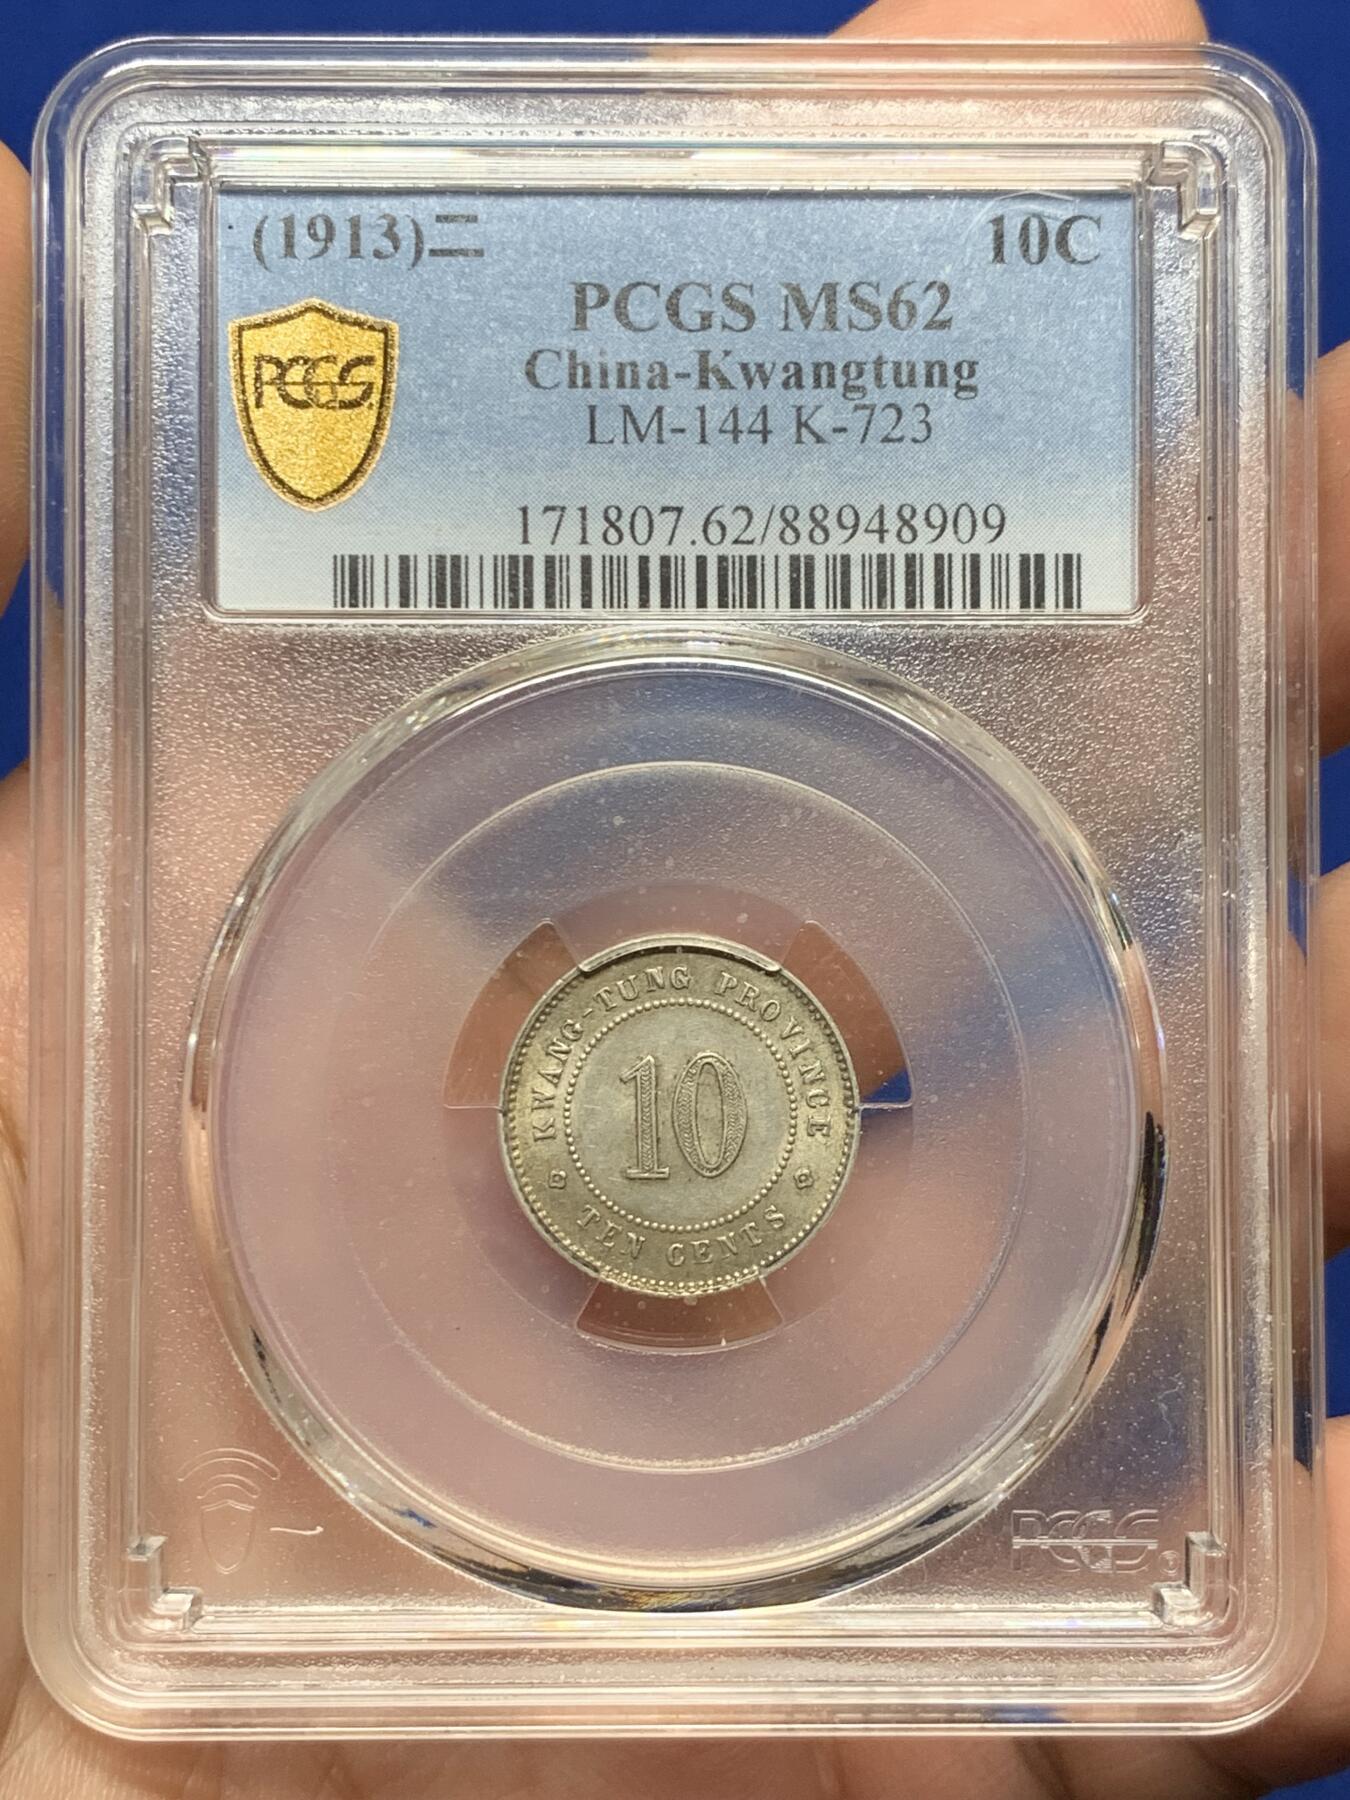 (1913)二 10C
PCGS MS62
China-Kwangtung
PCGS
LM-144 K-723
171807.62/88948909
KWANG-TUNG PROVINCE
10
TEN CENTS
PCGS